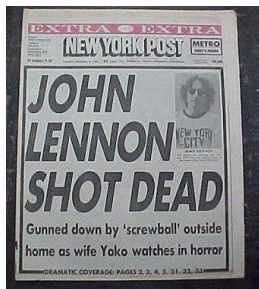 EXTRA EXTRA
NEW YORK POST
METRO
JOHN
LENNON
SHOT DEAD
NEW YORK
CITY
Gunned down by 'screwball' outside
home as wife Yoko watches in horror
DRAMATIC COVERAGE: PAGES 2, 3, 4, 5, 31, 32, 33